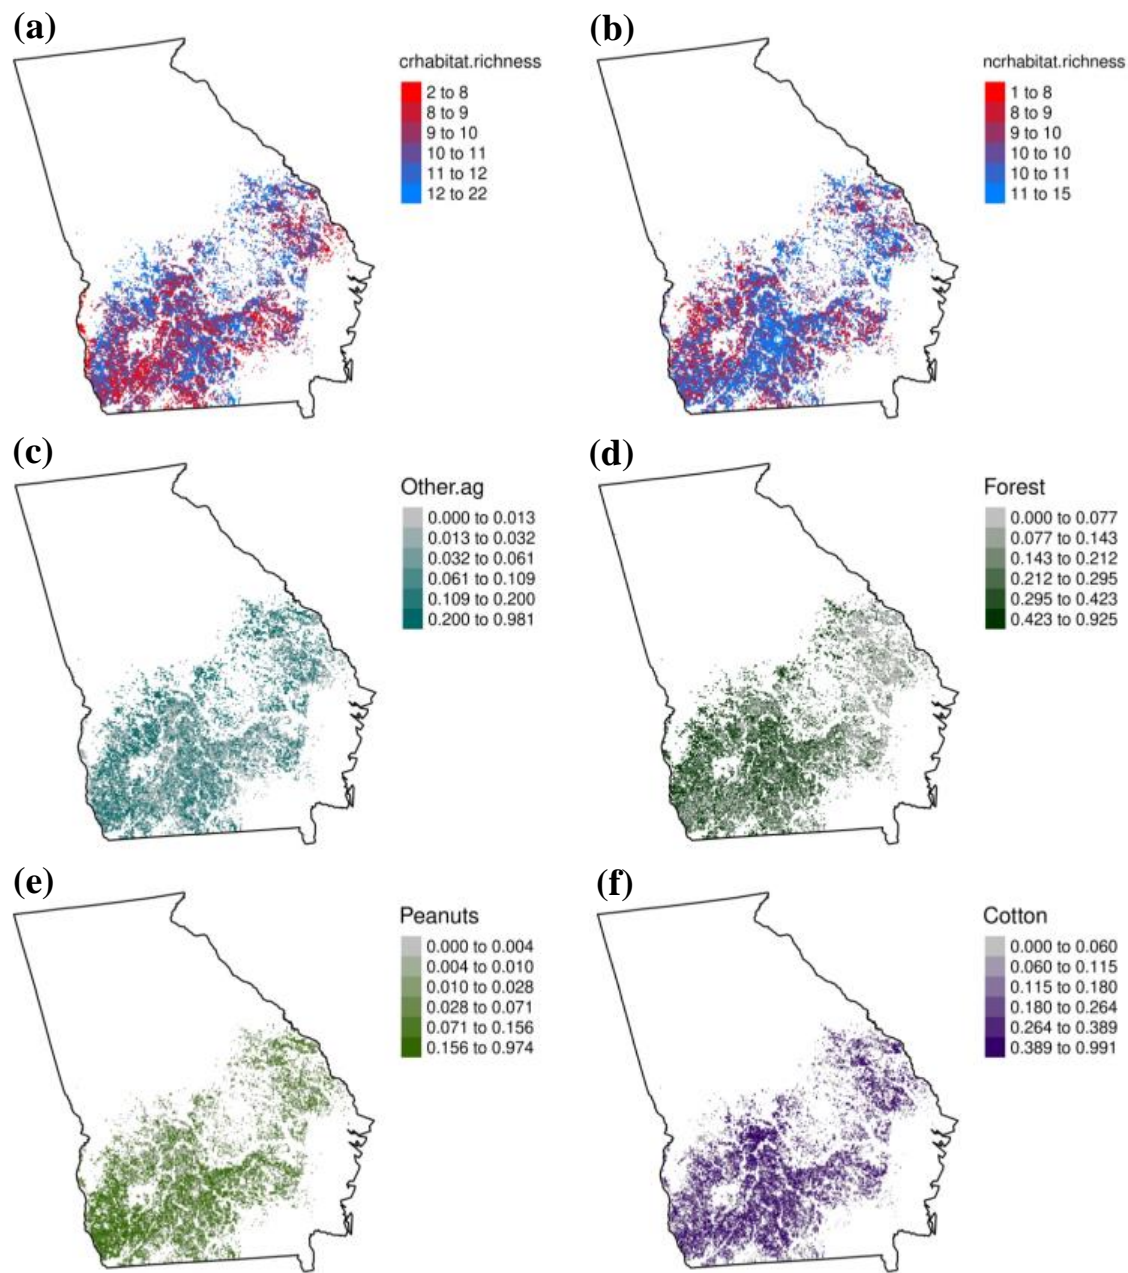 (a)
crhabitat.richness
2 to 8
8 to 9
9 to 10
10 to 11
11 to 12
12 to 22
(b)
ncrhabitat.richness
1 to 8
8 to 9
9 to 10
10 to 10
10 to 11
11 to 15
(c)
Other.ag
0.000 to 0.013
0.013 to 0.032
0.032 to 0.061
0.061 to 0.109
0.109 to 0.200
0.200 to 0.981
(d)
Forest
0.000 to 0.077
0.077 to 0.143
0.143 to 0.212
0.212 to 0.295
0.295 to 0.423
0.423 to 0.925
(e)
Peanuts
0.000 to 0.004
0.004 to 0.010
0.010 to 0.028
0.028 to 0.071
0.071 to 0.156
0.156 to 0.974
(f)
Cotton
0.000 to 0.060
0.060 to 0.115
0.115 to 0.180
0.180 to 0.264
0.264 to 0.389
0.389 to 0.991